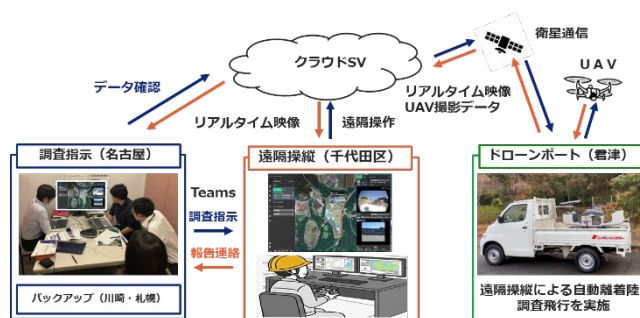 衛星通信
クラウドSV
UAV
データ確認
リアルタイム映像
UAV撮影データ
リアルタイム映像
遠隔操作
調査指示（名古屋）
遠隔操縦（千代田区）
ドローンポート（君津）
Teams
調査指示
報告連絡
バックアップ（川崎・札幌）
遠隔操縦による自動離着陸
調査飛行を実施